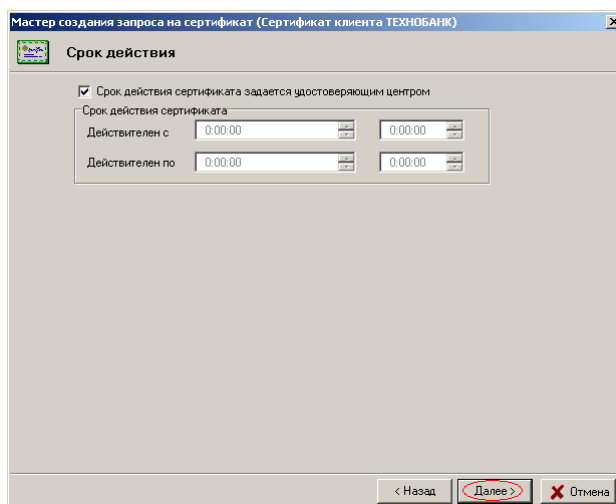 Мастер создания запроса на сертификат (Сертификат клиента ТЕХНОБАНК)
Срок действия
Срок действия сертификата задается удостоверяющим центром
Срок действия сертификата
Действителен с 0:00:00 0:00:00
Действителен по 0:00:00 0:00:00
< Назад Далее > Отмена